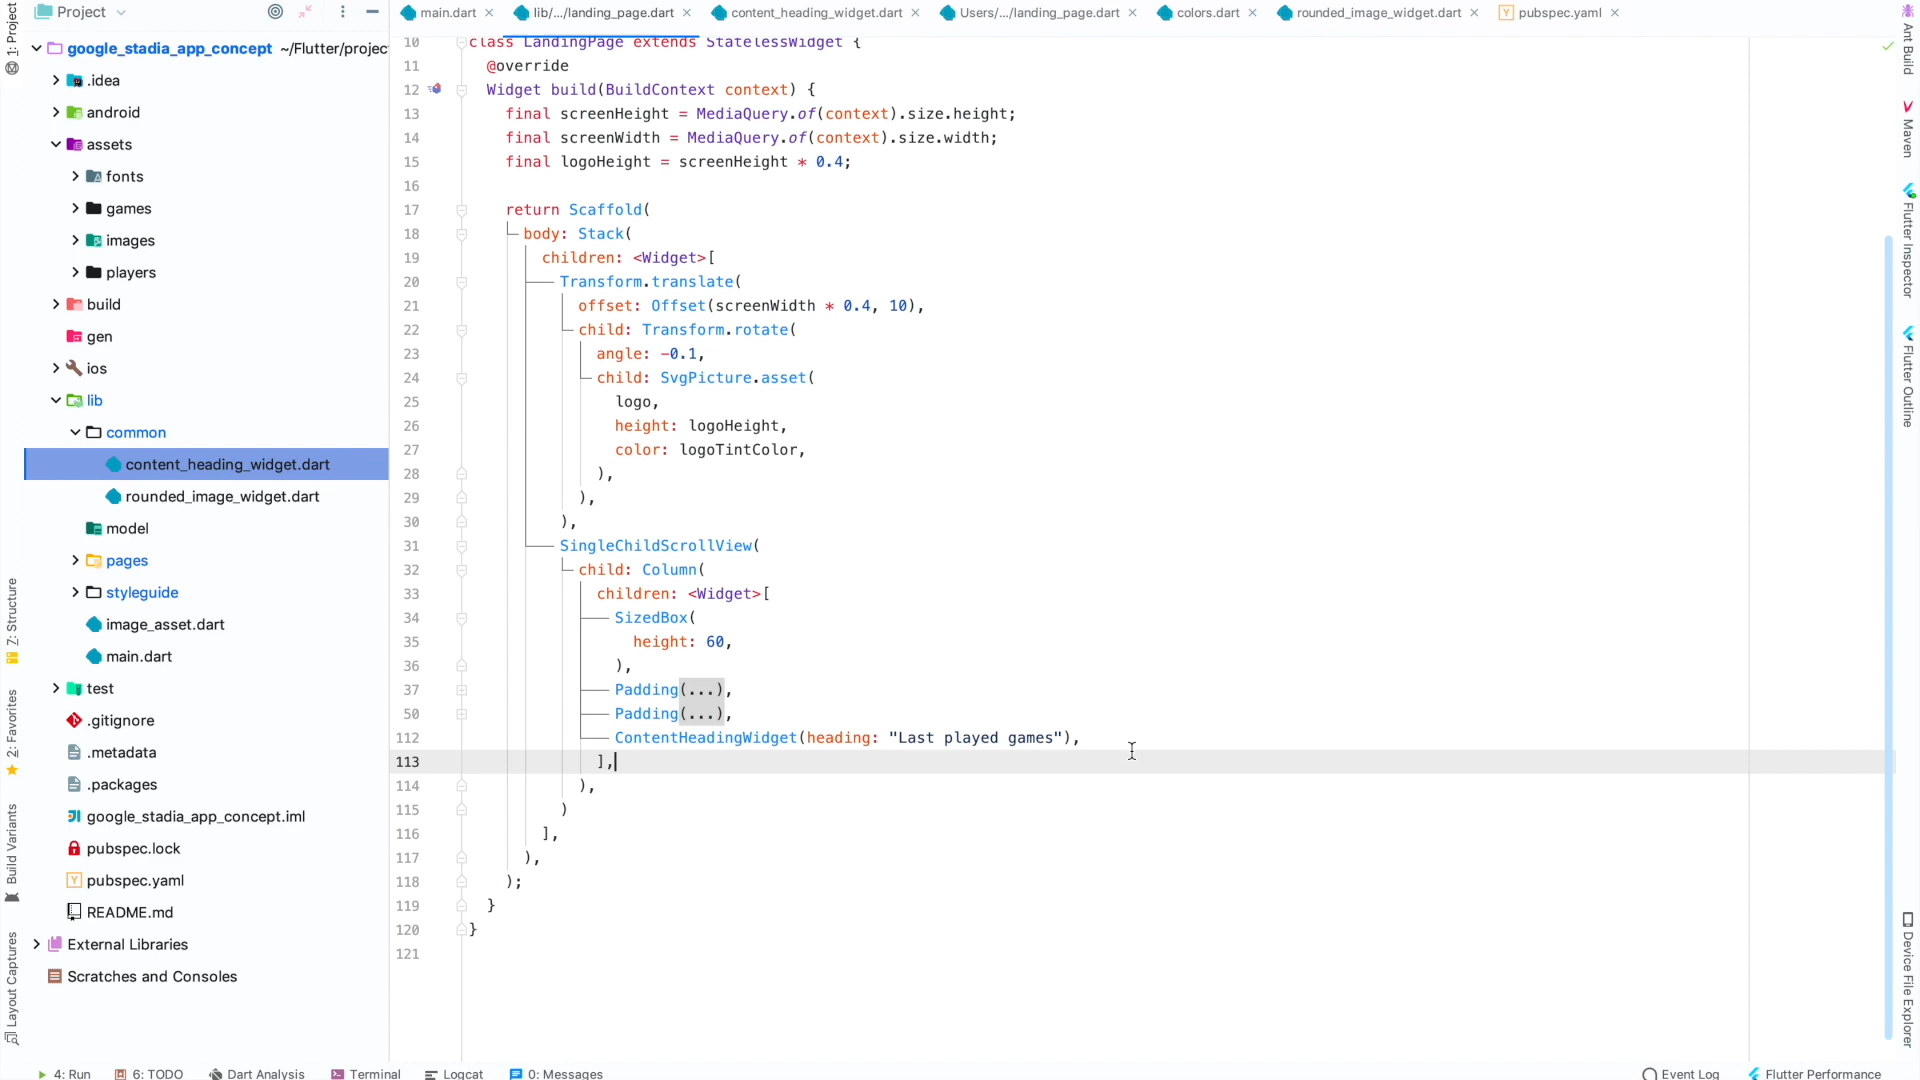 Project
main.dart
lib/.../landing_page.dart
content_heading_widget.dart
Users/.../landing_page.dart
colors.dart
rounded_image_widget.dart
pubspec.yaml
1: Project
Z: Structure
2: Favorites
Build Variants
Layout Captures
google_stadia_app_concept ~/Flutter/projec
.idea
android
assets
fonts
games
images
players
build
gen
ios
lib
common
content_heading_widget.dart
rounded_image_widget.dart
model
pages
styleguide
image_asset.dart
main.dart
test
.gitignore
.metadata
.packages
google_stadia_app_concept.iml
pubspec.lock
pubspec.yaml
README.md
External Libraries
Scratches and Consoles
10 class LandingPage extends StatelessWidget {
11 @override
12 Widget build(BuildContext context) {
13 final screenHeight = MediaQuery.of(context).size.height;
14 final screenWidth = MediaQuery.of(context).size.width;
15 final logoHeight = screenHeight * 0.4;
16
17 return Scaffold(
18 body: Stack(
19 children: <Widget>[
20 Transform.translate(
21 offset: Offset(screenWidth * 0.4, 10),
22 child: Transform.rotate(
23 angle: -0.1,
24 child: SvgPicture.asset(
25 logo,
26 height: logoHeight,
27 color: logoTintColor,
28 ),
29 ),
30 ),
31 SingleChildScrollView(
32 child: Column(
33 children: <Widget>[
34 SizedBox(
35 height: 60,
36 ),
37 Padding(...),
50 Padding(...),
112 ContentHeadingWidget(heading: "Last played games"),
113 ],
114 ),
115 )
116 ],
117 ),
118 );
119 }
120 }
121
Ant Build
Maven
Flutter Inspector
Flutter Outline
Device File Explorer
4: Run
6: TODO
Dart Analysis
Terminal
Logcat
0: Messages
Event Log
Flutter Performance